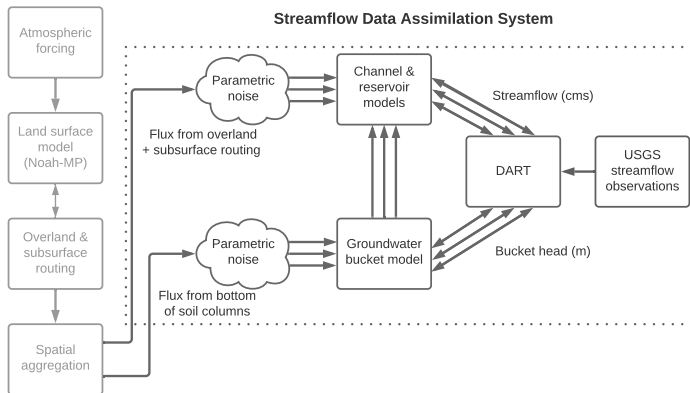 Streamflow Data Assimilation System
Atmospheric
forcing
Land surface
model
(Noah-MP)
Overland &
subsurface
routing
Spatial
aggregation
Parametric
noise
Flux from overland
+ subsurface routing
Channel &
reservoir
models
Streamflow (cms)
DART
USGS
streamflow
observations
Parametric
noise
Flux from bottom
of soil columns
Groundwater
bucket model
Bucket head (m)